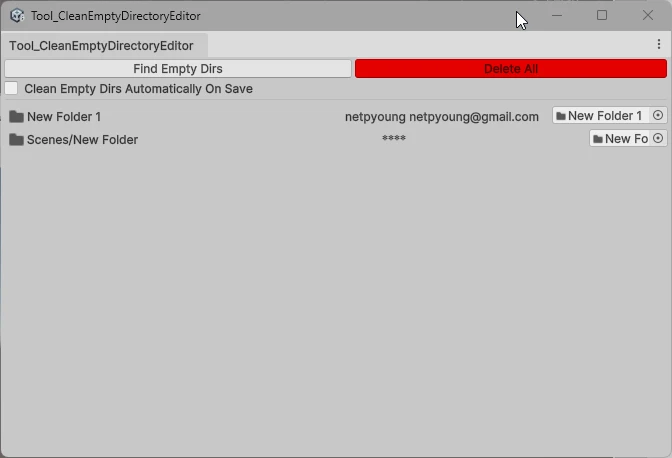 Tool_CleanEmptyDirectoryEditor
Tool_CleanEmptyDirectoryEditor
Find Empty Dirs Delete All
Clean Empty Dirs Automatically On Save
New Folder 1 netpyoung netpyoung@gmail.com New Folder 1
Scenes/New Folder **** New Fo